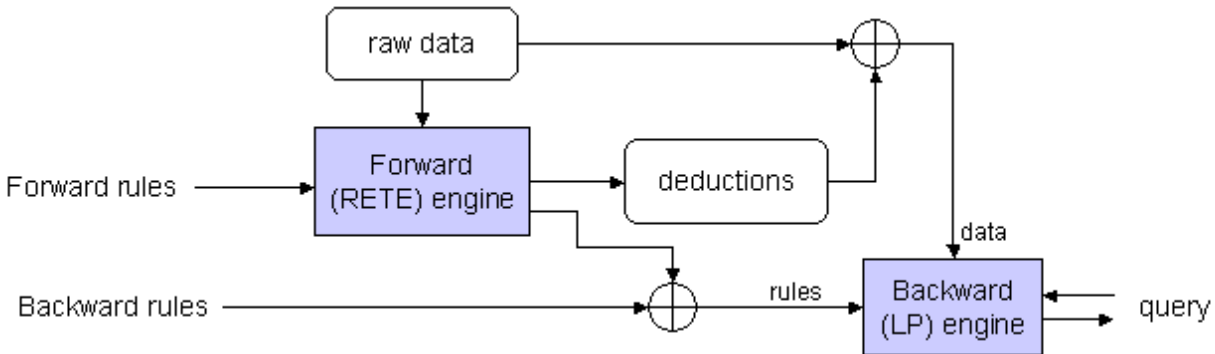 raw data
Forward
(RETE) engine
deductions
Forward rules
data
Backward rules
rules
Backward
(LP) engine
query